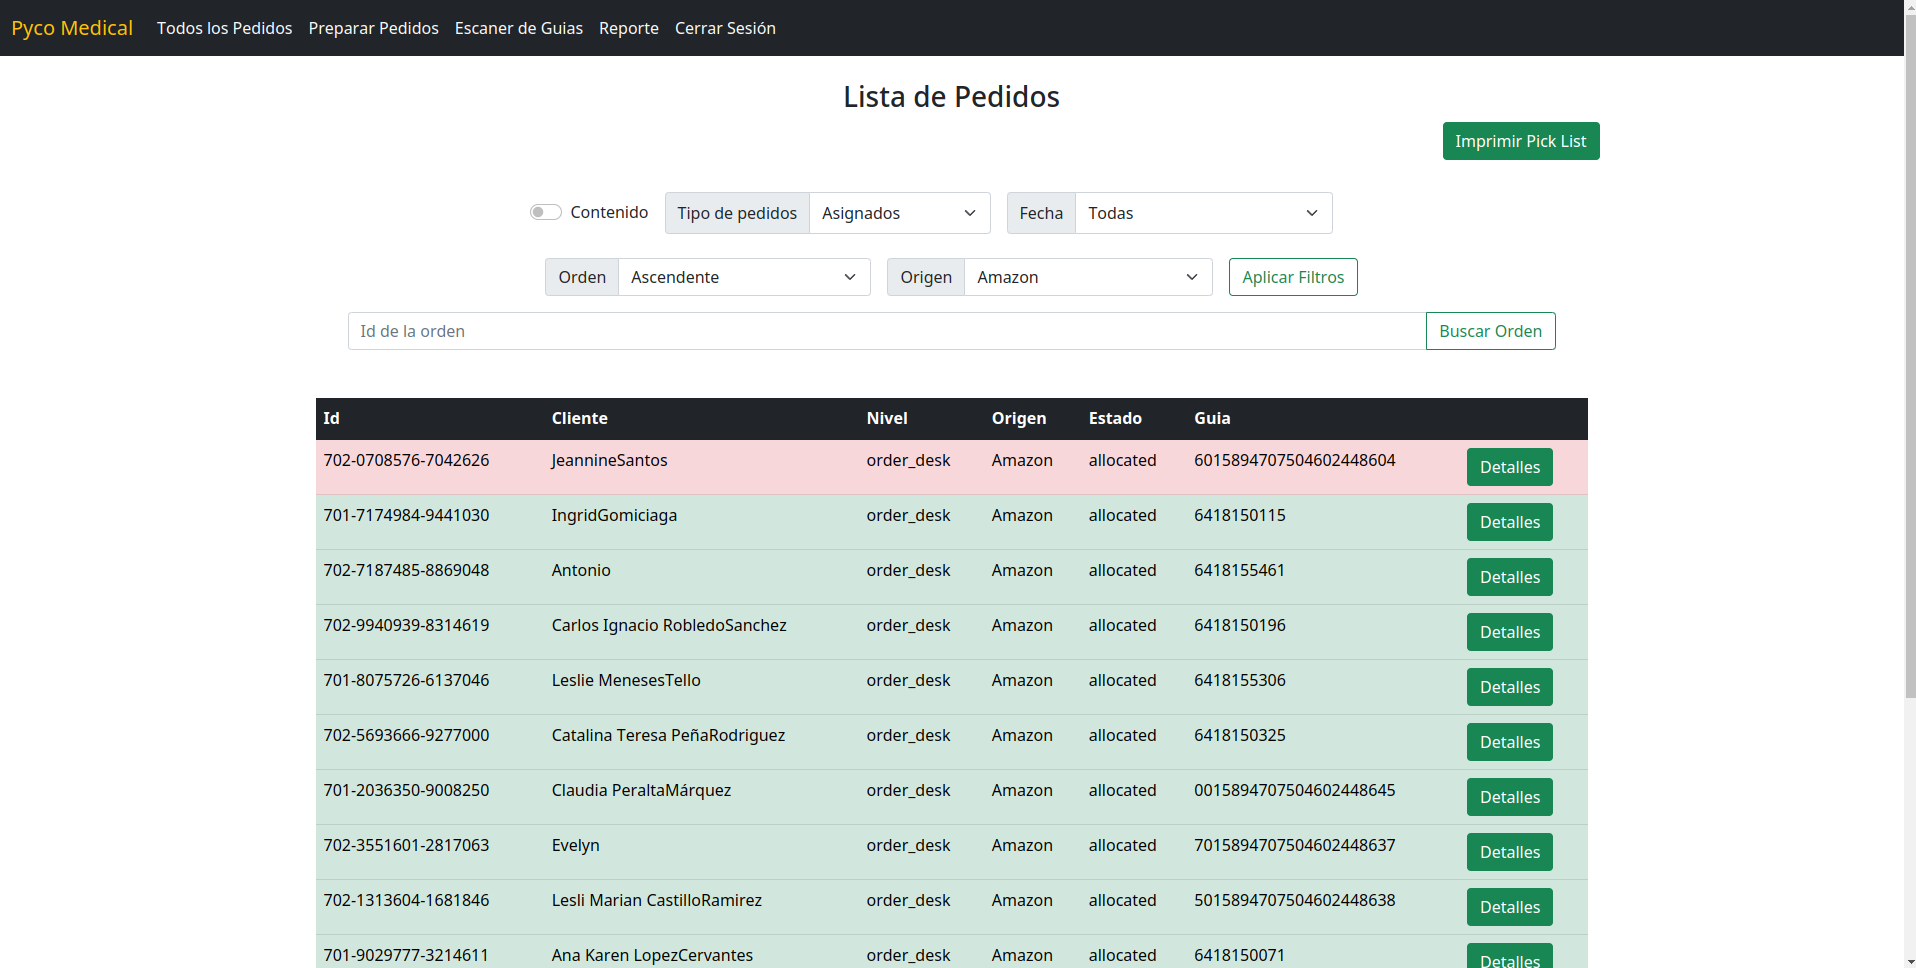 Pyco Medical Todos los Pedidos Preparar Pedidos Escaner de Guias Reporte Cerrar Sesión
Lista de Pedidos
Imprimir Pick List
Contenido Tipo de pedidos Asignados Fecha Todas
Orden Ascendente Origen Amazon Aplicar Filtros
Id de la orden Buscar Orden
Id Cliente Nivel Origen Estado Guia
702-0708576-7042626 JeannineSantos order_desk Amazon allocated 6015894707504602448604 Detalles
701-7174984-9441030 IngridGomiciaga order_desk Amazon allocated 6418150115 Detalles
702-7187485-8869048 Antonio order_desk Amazon allocated 6418155461 Detalles
702-9940939-8314619 Carlos Ignacio RobledoSanchez order_desk Amazon allocated 6418150196 Detalles
701-8075726-6137046 Leslie MenesesTello order_desk Amazon allocated 6418155306 Detalles
702-5693666-9277000 Catalina Teresa PeñaRodriguez order_desk Amazon allocated 6418150325 Detalles
701-2036350-9008250 Claudia PeraltaMárquez order_desk Amazon allocated 0015894707504602448645 Detalles
702-3551601-2817063 Evelyn order_desk Amazon allocated 7015894707504602448637 Detalles
702-1313604-1681846 Lesli Marian CastilloRamirez order_desk Amazon allocated 5015894707504602448638 Detalles
701-9029777-3214611 Ana Karen LopezCervantes order_desk Amazon allocated 6418150071 Detalles